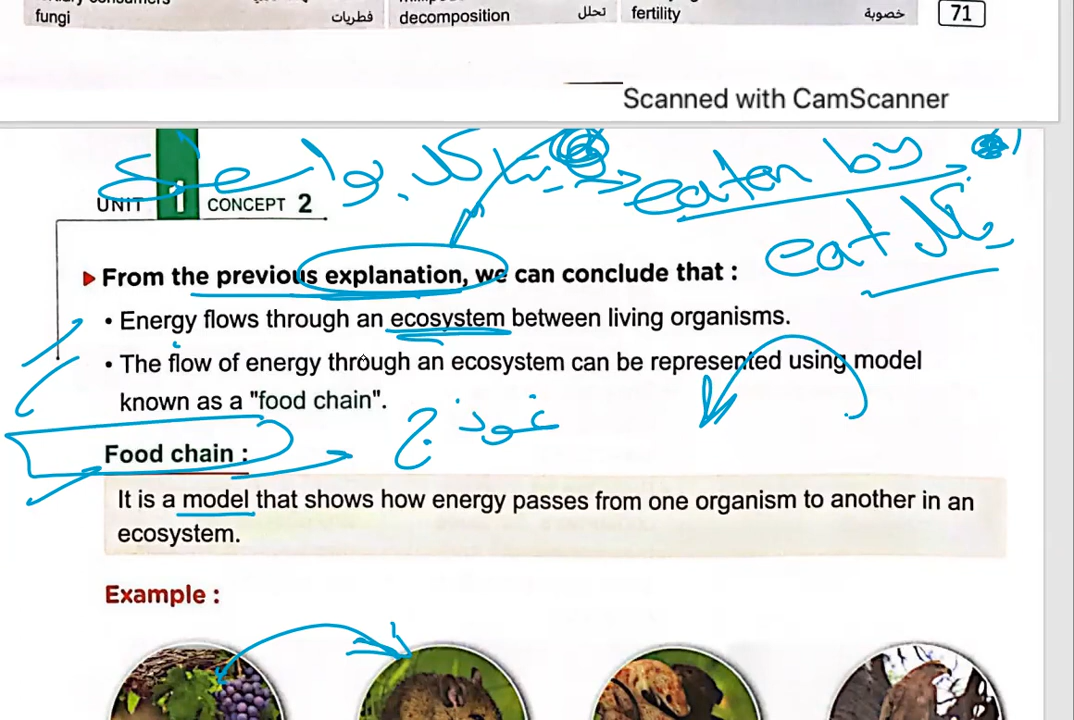 fungi فطريات decomposition تحلل fertility خصوبة 71
Scanned with CamScanner
eaten by
eat
UNIT 1 CONCEPT 2
From the previous explanation, we can conclude that :
• Energy flows through an ecosystem between living organisms.
• The flow of energy through an ecosystem can be represented using model
known as a "food chain".
نموذج
Food chain :
It is a model that shows how energy passes from one organism to another in an
ecosystem.
Example :